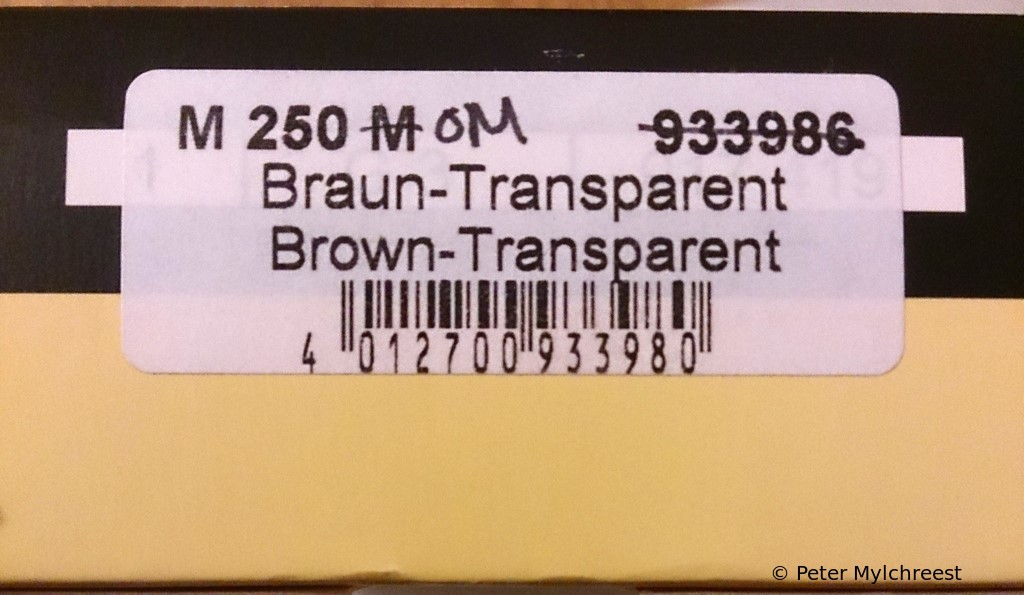 M 250 M OM 933986
Braun-Transparent
Brown-Transparent
4 012700 933980
© Peter Mylchreest